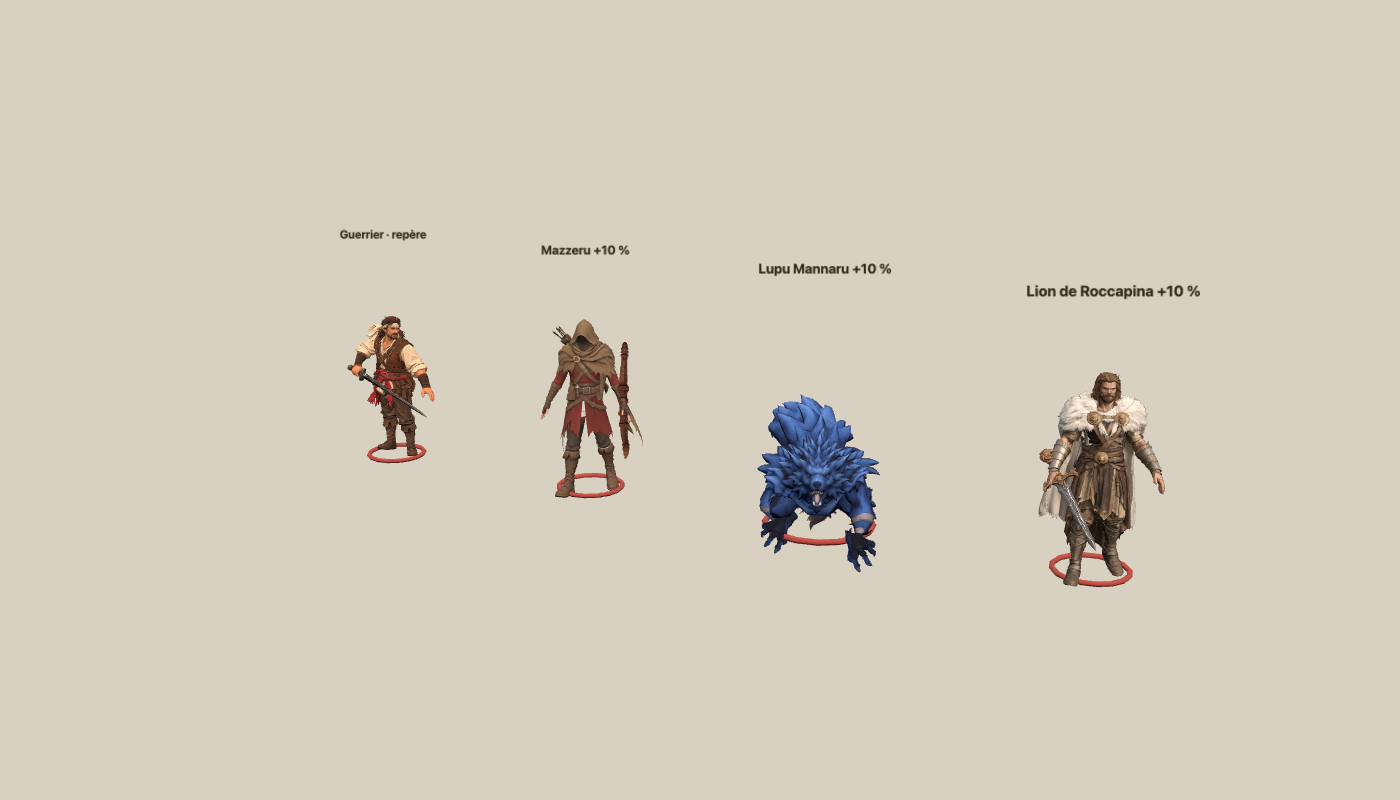 Guerrier · repère
Mazzeru +10 %
Lupu Mannaru +10 %
Lion de Roccapina +10 %